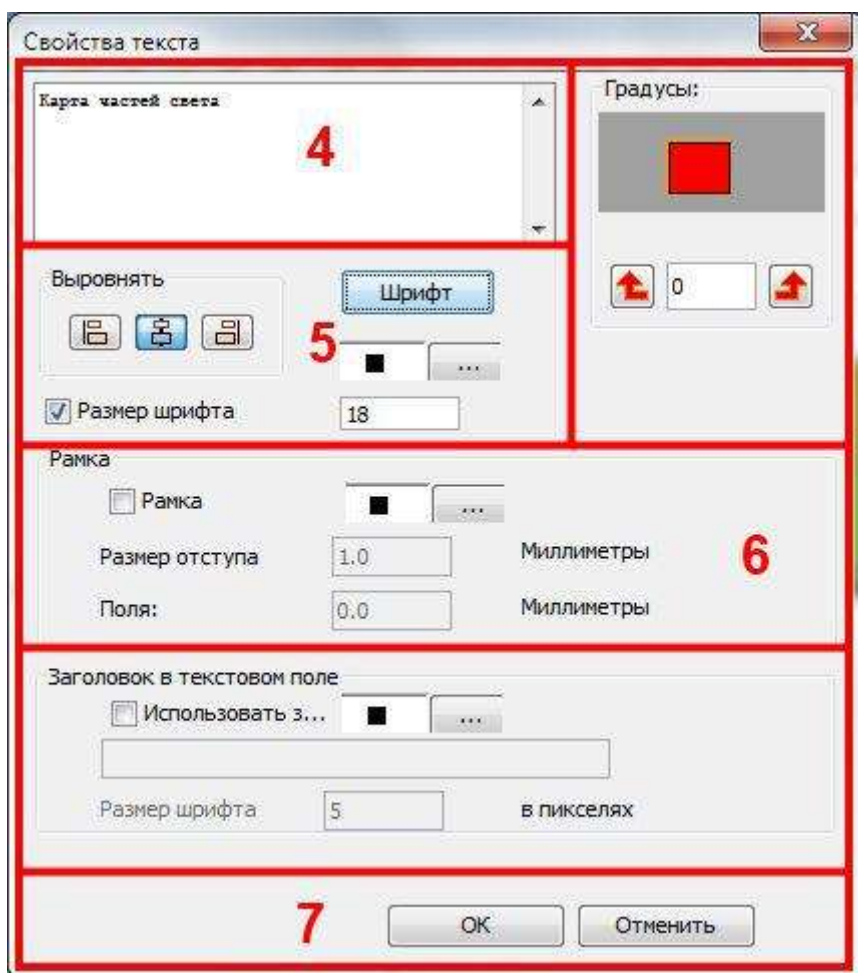 Свойства текста
Карта частей света
4
Градусы:
0
Выровнять
Шрифт
5
...
Размер шрифта
18
Рамка
Рамка
...
Размер отступа
1.0
Миллиметры
6
Поля:
0.0
Миллиметры
Заголовок в текстовом поле
Использовать з...
...
Размер шрифта
5
в пикселях
7
OK
Отменить